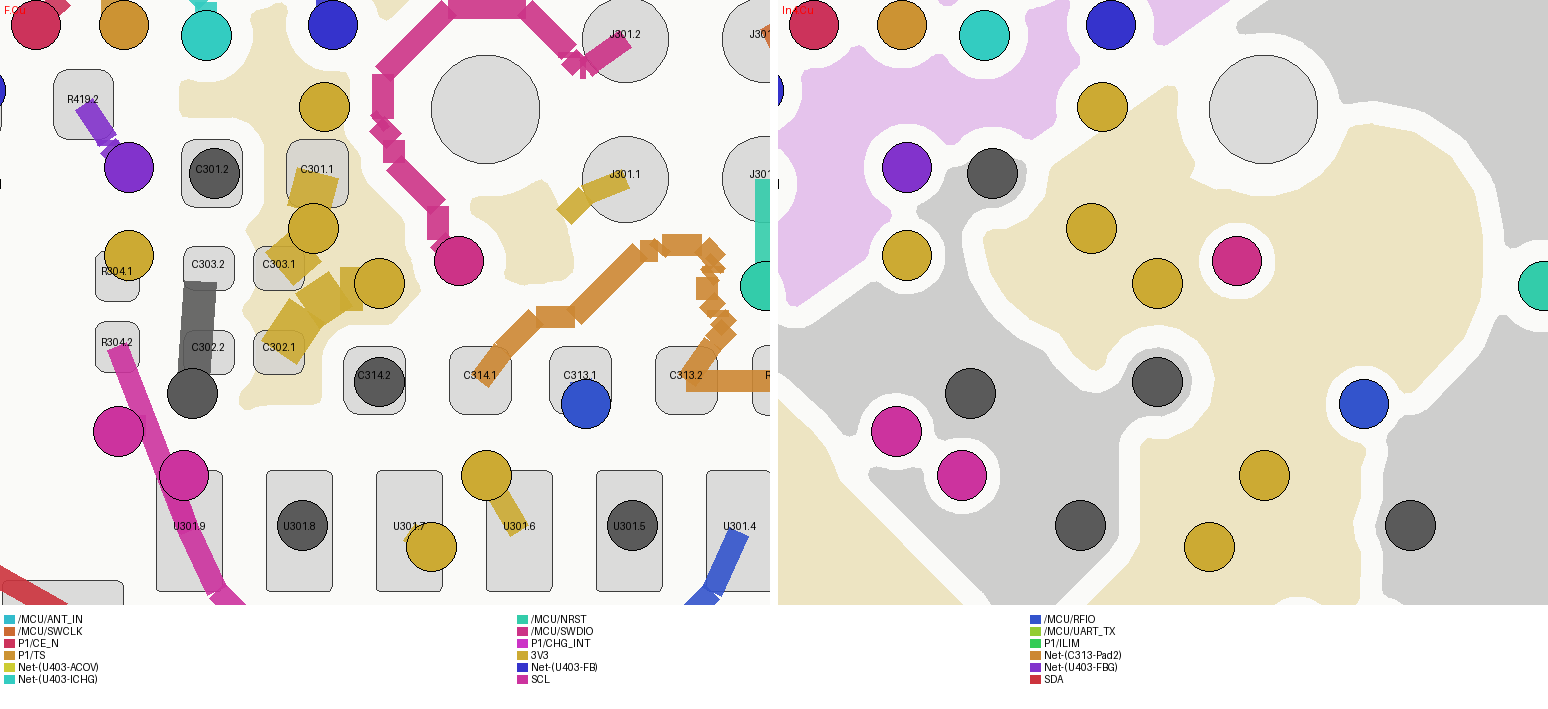 F.Cu
In1.Cu
J301.2
J301
R419.2
C301.2
C301.1
J301.1
J301
C303.2
C303.1
R304.1
R304.2
C302.2
C302.1
C314.2
C314.1
C313.1
C313.2
R
U301.9
U301.8
U301.7
U301.6
U301.5
U301.4
/MCU/ANT_IN
/MCU/NRST
/MCU/RFIO
/MCU/SWCLK
/MCU/SWDIO
/MCU/UART_TX
P1/CE_N
P1/CHG_INT
P1/ILIM
P1/TS
3V3
Net-(C313-Pad2)
Net-(U403-ACOV)
Net-(U403-FB)
Net-(U403-FBG)
Net-(U403-ICHG)
SCL
SDA